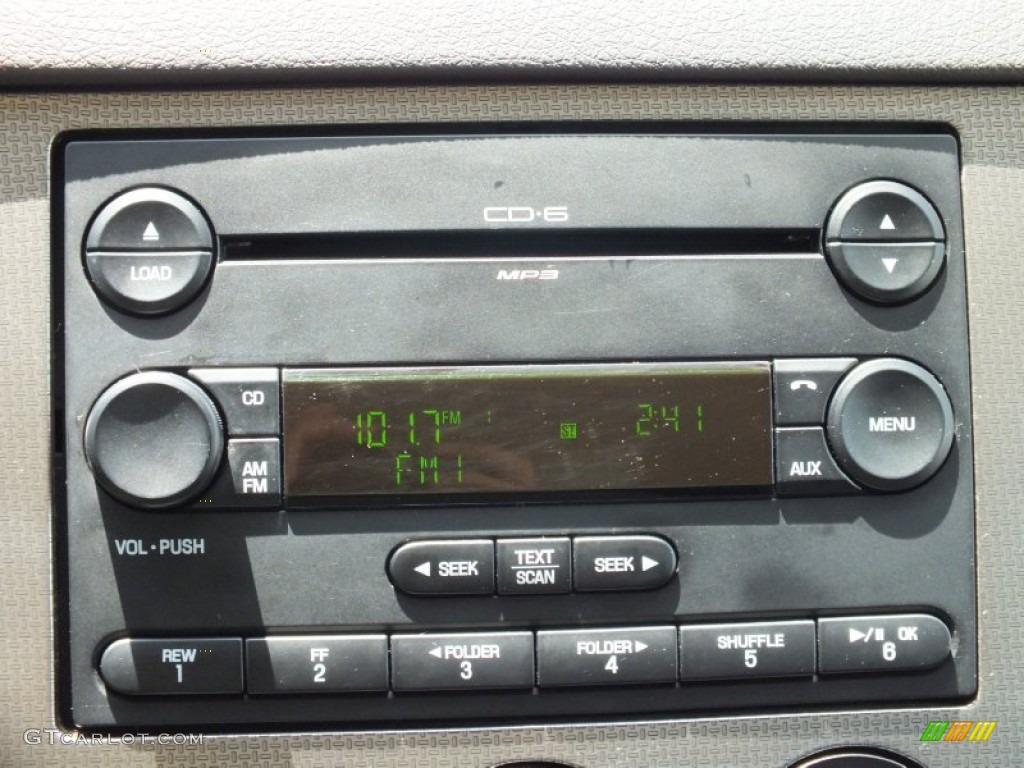 CD•6
LOAD
MP3
CD
AM
FM
101.7 FM 1 ST 2:41
FM1
AUX
MENU
VOL • PUSH
◄ SEEK
TEXT
SCAN
SEEK ►
REW
1
FF
2
◄FOLDER
3
FOLDER►
4
SHUFFLE
5
►/II OK
6
GTCARLOT.COM